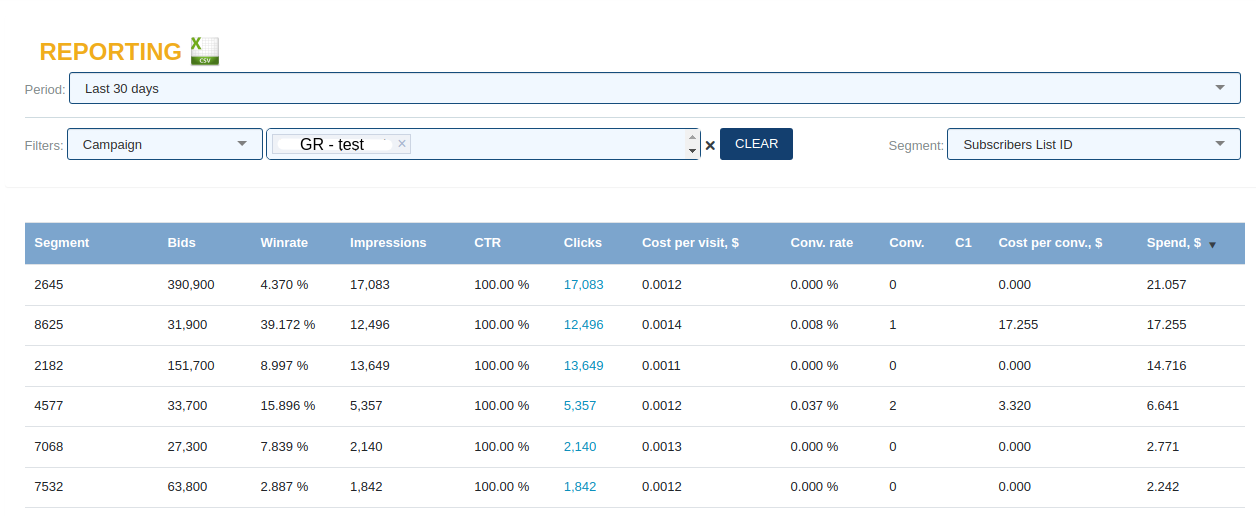 REPORTING
CSV
Period: Last 30 days
Filters: Campaign GR - test × × CLEAR Segment: Subscribers List ID
Segment Bids Winrate Impressions CTR Clicks Cost per visit, $ Conv. rate Conv. C1 Cost per conv., $ Spend, $ ▼
2645 390,900 4.370 % 17,083 100.00 % 17,083 0.0012 0.000 % 0 0.000 21.057
8625 31,900 39.172 % 12,496 100.00 % 12,496 0.0014 0.008 % 1 17.255 17.255
2182 151,700 8.997 % 13,649 100.00 % 13,649 0.0011 0.000 % 0 0.000 14.716
4577 33,700 15.896 % 5,357 100.00 % 5,357 0.0012 0.037 % 2 3.320 6.641
7068 27,300 7.839 % 2,140 100.00 % 2,140 0.0013 0.000 % 0 0.000 2.771
7532 63,800 2.887 % 1,842 100.00 % 1,842 0.0012 0.000 % 0 0.000 2.242